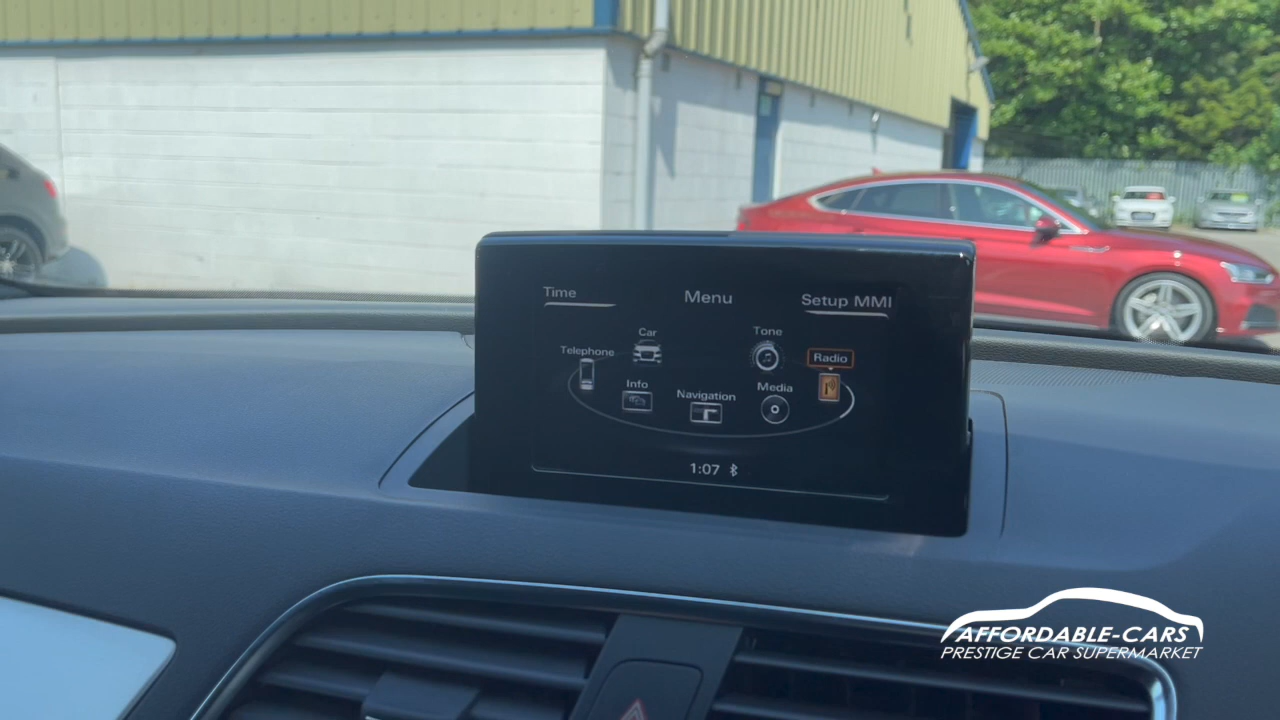 Time
Menu
Setup MMI
Car
Tone
Telephone
Radio
Info
Navigation
Media
1:07
AFFORDABLE-CARS
PRESTIGE CAR SUPERMARKET